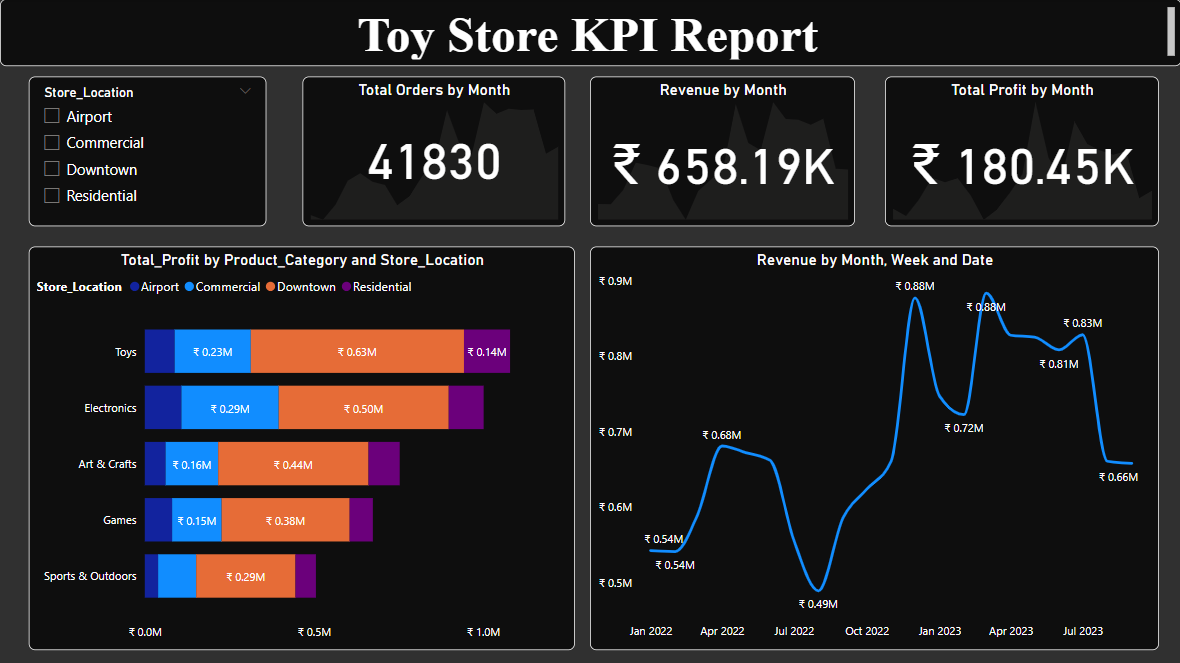 Toy Store KPI Report
Store_Location
Airport
Commercial
Downtown
Residential
Total Orders by Month
41830
Revenue by Month
₹ 658.19K
Total Profit by Month
₹ 180.45K
Total_Profit by Product_Category and Store_Location
Store_Location Airport Commercial Downtown Residential
Toys ₹ 0.23M ₹ 0.63M ₹ 0.14M
Electronics ₹ 0.29M ₹ 0.50M
Art & Crafts ₹ 0.16M ₹ 0.44M
Games ₹ 0.15M ₹ 0.38M
Sports & Outdoors ₹ 0.29M
₹ 0.0M ₹ 0.5M ₹ 1.0M
Revenue by Month, Week and Date
₹ 0.9M
₹ 0.8M
₹ 0.7M
₹ 0.6M
₹ 0.5M
₹ 0.54M
₹ 0.54M
₹ 0.68M
₹ 0.49M
₹ 0.88M
₹ 0.72M
₹ 0.88M
₹ 0.81M
₹ 0.83M
₹ 0.66M
Jan 2022 Apr 2022 Jul 2022 Oct 2022 Jan 2023 Apr 2023 Jul 2023